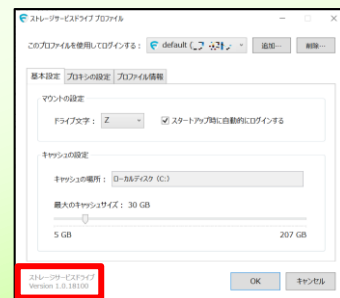 ストレージサービスドライブ プロファイル
このプロファイルを使用してログインする： default (
追加…
削除…
基本設定 プロキシの設定 プロファイル情報
マウントの設定
ドライブ文字： Z
スタートアップ時に自動的にログインする
キャッシュの設定
キャッシュの場所： ローカルディスク (C:)
最大のキャッシュサイズ： 30 GB
5 GB 207 GB
ストレージサービスドライブ
Version 1.0.18100
OK キャンセル